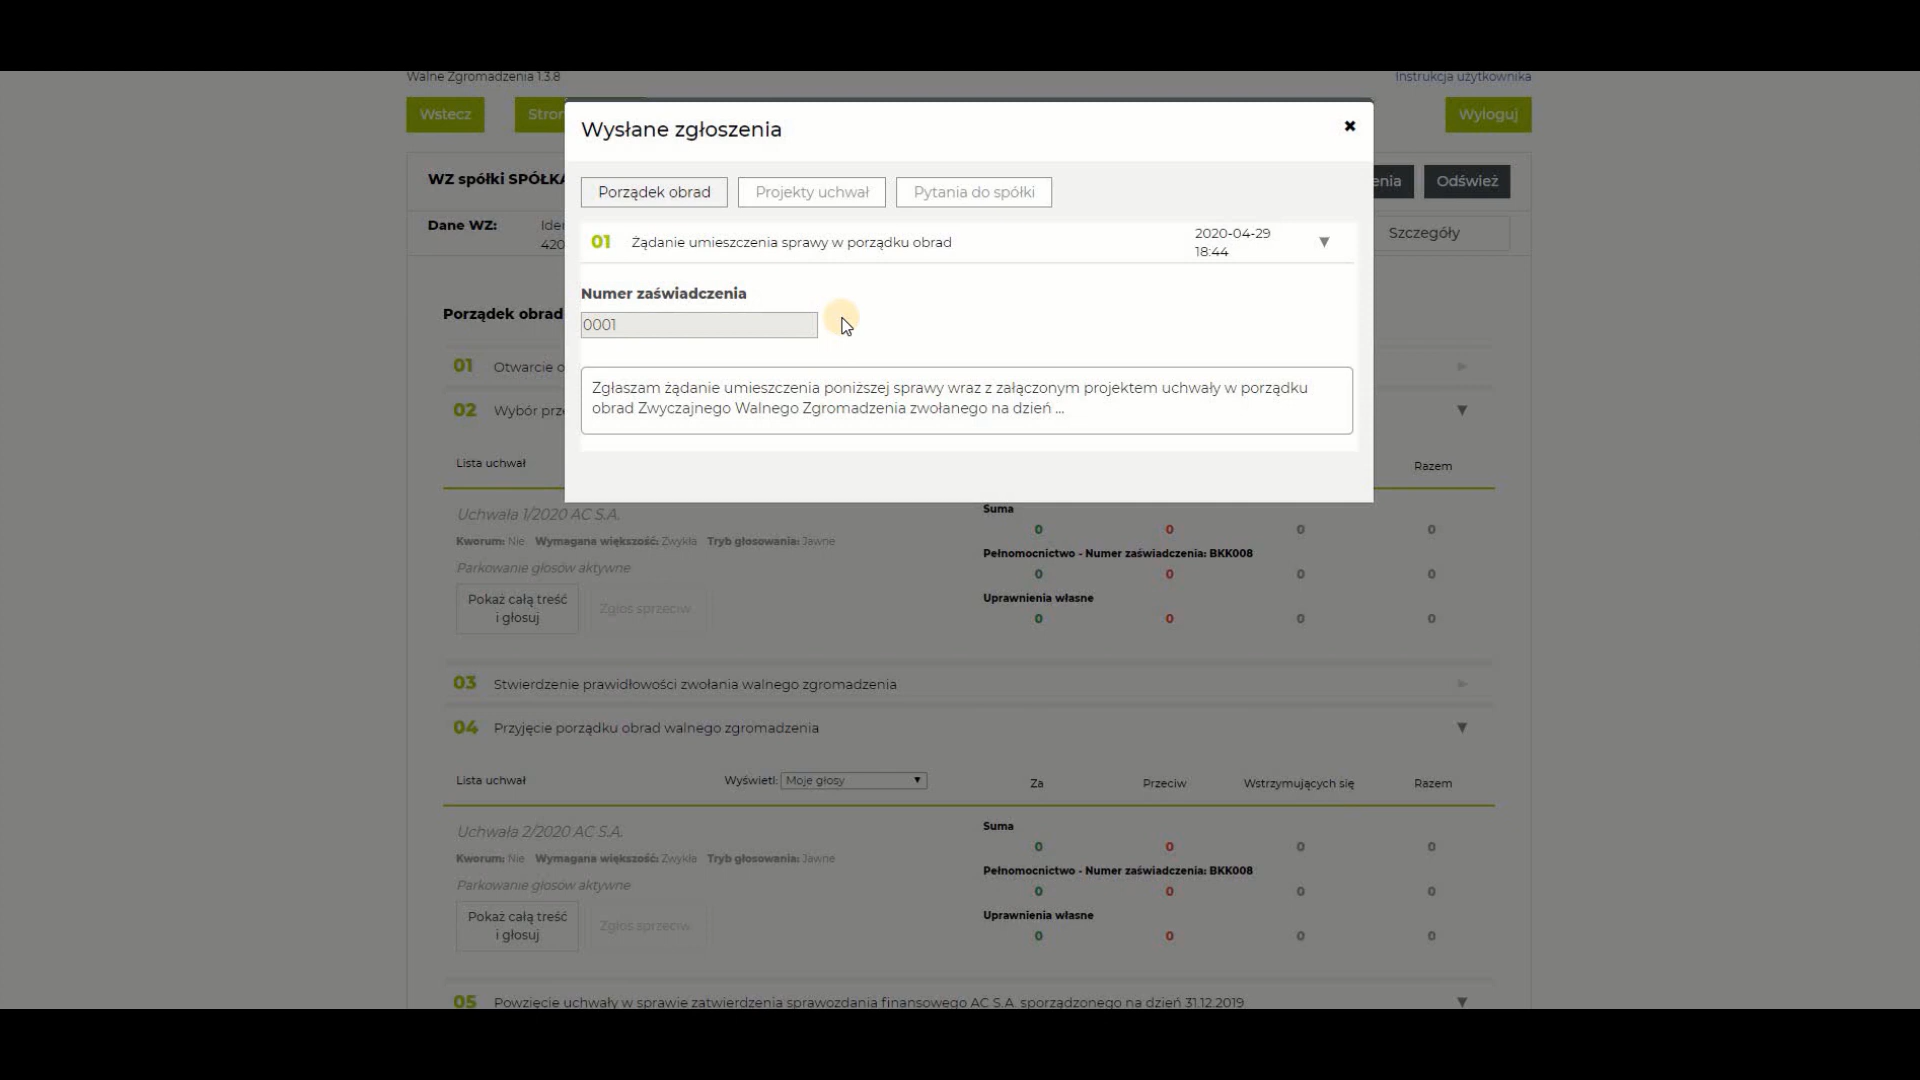 Walne Zgromadzenia 1.3.8
Instrukcja użytkownika
Wstecz
Wyloguj
Wysłane zgłoszenia
WZ spółki
Odśwież
Porządek obrad
Projekty uchwał
Pytania do spółki
Dane WZ:
Szczegóły
01 Żądanie umieszczenia sprawy w porządku obrad
2020-04-29
18:44
Numer zaświadczenia
0001
Zgłaszam żądanie umieszczenia poniższej sprawy wraz z załączonym projektem uchwały w porządku
obrad Zwyczajnego Walnego Zgromadzenia zwołanego na dzień ...
Porządek obrad
01 Otwarcie
02 Wybór
Lista uchwał
Razem
Uchwała 1/2020 AC S.A.
Kworum: Nie Wymagana większość: Zwykła Tryb głosowania: Jawne
Parkowanie głosów aktywne
Pokaż całą treść
i głosuj
Zgłoś sprzeciw
Suma
0 0 0 0
Pełnomocnictwo - Numer zaświadczenia: BKK008
0 0 0 0
Uprawnienia własne
0 0 0 0
03 Stwierdzenie prawidłowości zwołania walnego zgromadzenia
04 Przyjęcie porządku obrad walnego zgromadzenia
Lista uchwał Wyświetl: Moje głosy Za Przeciw Wstrzymujących się Razem
Uchwała 2/2020 AC S.A.
Kworum: Nie Wymagana większość: Zwykła Tryb głosowania: Jawne
Parkowanie głosów aktywne
Pokaż całą treść
i głosuj
Zgłoś sprzeciw
Suma
0 0 0 0
Pełnomocnictwo - Numer zaświadczenia: BKK008
0 0 0 0
Uprawnienia własne
0 0 0 0
05 Powzięcie uchwały w sprawie zatwierdzenia sprawozdania finansowego AC S.A. sporządzonego na dzień 31.12.2019